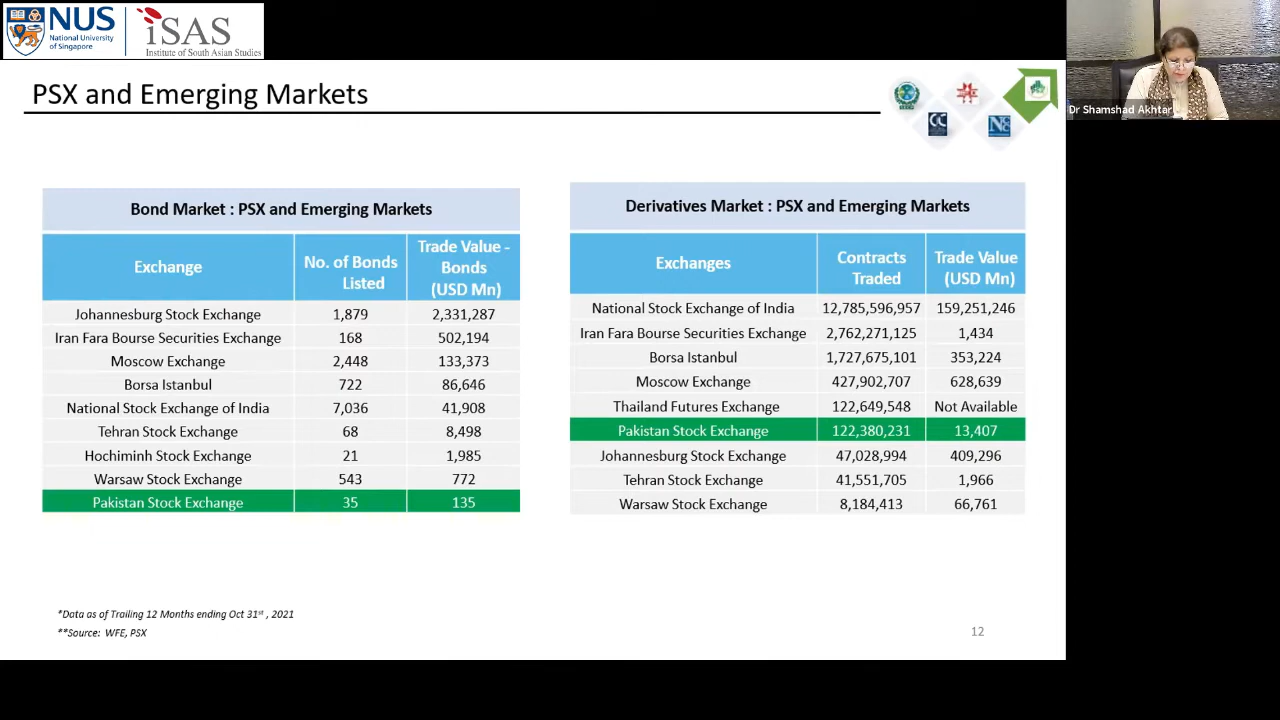 NUS
National University
of Singapore
iSAS
Institute of South Asian Studies
PSX and Emerging Markets
Dr Shamshad Akhtar
Bond Market : PSX and Emerging Markets
Exchange No. of Bonds Listed Trade Value - Bonds (USD Mn)
Johannesburg Stock Exchange 1,879 2,331,287
Iran Fara Bourse Securities Exchange 168 502,194
Moscow Exchange 2,448 133,373
Borsa Istanbul 722 86,646
National Stock Exchange of India 7,036 41,908
Tehran Stock Exchange 68 8,498
Hochiminh Stock Exchange 21 1,985
Warsaw Stock Exchange 543 772
Pakistan Stock Exchange 35 135
Derivatives Market : PSX and Emerging Markets
Exchanges Contracts Traded Trade Value (USD Mn)
National Stock Exchange of India 12,785,596,957 159,251,246
Iran Fara Bourse Securities Exchange 2,762,271,125 1,434
Borsa Istanbul 1,727,675,101 353,224
Moscow Exchange 427,902,707 628,639
Thailand Futures Exchange 122,649,548 Not Available
Pakistan Stock Exchange 122,380,231 13,407
Johannesburg Stock Exchange 47,028,994 409,296
Tehran Stock Exchange 41,551,705 1,966
Warsaw Stock Exchange 8,184,413 66,761
*Data as of Trailing 12 Months ending Oct 31st , 2021
**Source: WFE, PSX
12